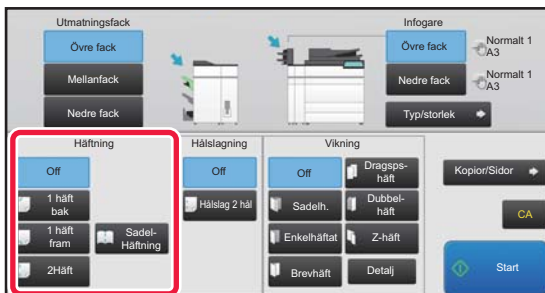 Utmatningsfack
Infogare
Övre fack
Övre fack
Normalt 1
A3
Mellanfack
Nedre fack
Normalt 1
A3
Nedre fack
Typ/storlek
Häftning
Hålslagning
Vikning
Off
Off
Off
Dragsps-
häft
Kopior/Sidor
1 häft
bak
Hålslag 2 hål
Sadelh.
Dubbel-
häft
CA
1 häft
fram
Sadel-
Häftning
Enkelhäftat
Z-häft
2Häft
Brevhäft
Detalj
Start